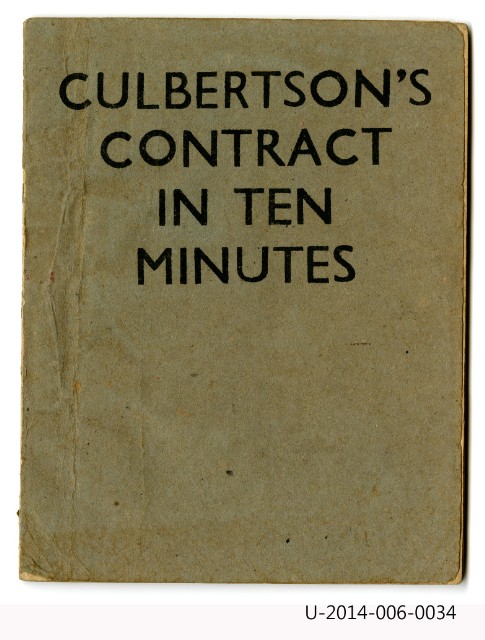 CULBERTSON'S
CONTRACT
IN TEN
MINUTES
U-2014-006-0034